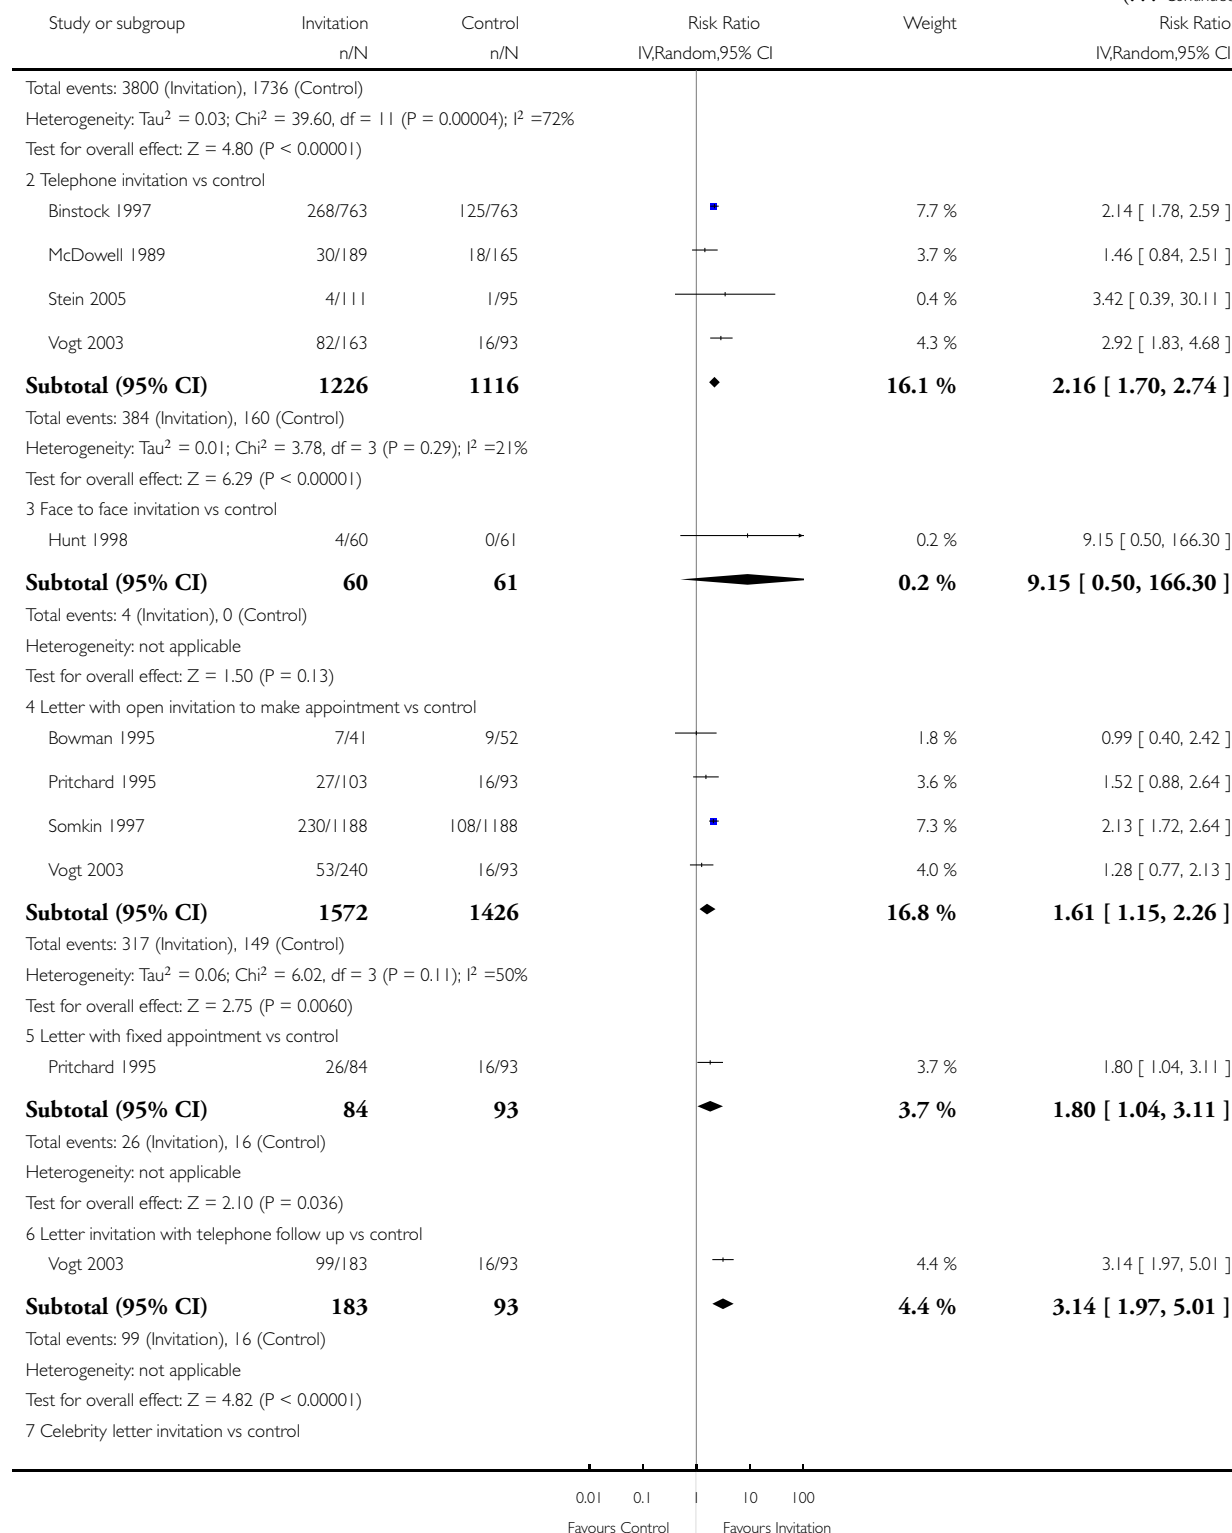 Study or subgroup Invitation Control Risk Ratio Weight Risk Ratio
n/N n/N IV,Random,95% CI IV,Random,95% CI
Total events: 3800 (Invitation), 1736 (Control)
Heterogeneity: Tau² = 0.03; Chi² = 39.60, df = 11 (P = 0.00004); I² =72%
Test for overall effect: Z = 4.80 (P < 0.00001)
2 Telephone invitation vs control
Binstock 1997 268/763 125/763 7.7 % 2.14 [ 1.78, 2.59 ]
McDowell 1989 30/189 18/165 3.7 % 1.46 [ 0.84, 2.51 ]
Stein 2005 4/111 1/95 0.4 % 3.42 [ 0.39, 30.11 ]
Vogt 2003 82/163 16/93 4.3 % 2.92 [ 1.83, 4.68 ]
Subtotal (95% CI) 1226 1116 16.1 % 2.16 [ 1.70, 2.74 ]
Total events: 384 (Invitation), 160 (Control)
Heterogeneity: Tau² = 0.01; Chi² = 3.78, df = 3 (P = 0.29); I² =21%
Test for overall effect: Z = 6.29 (P < 0.00001)
3 Face to face invitation vs control
Hunt 1998 4/60 0/61 0.2 % 9.15 [ 0.50, 166.30 ]
Subtotal (95% CI) 60 61 0.2 % 9.15 [ 0.50, 166.30 ]
Total events: 4 (Invitation), 0 (Control)
Heterogeneity: not applicable
Test for overall effect: Z = 1.50 (P = 0.13)
4 Letter with open invitation to make appointment vs control
Bowman 1995 7/41 9/52 1.8 % 0.99 [ 0.40, 2.42 ]
Pritchard 1995 27/103 16/93 3.6 % 1.52 [ 0.88, 2.64 ]
Somkin 1997 230/1188 108/1188 7.3 % 2.13 [ 1.72, 2.64 ]
Vogt 2003 53/240 16/93 4.0 % 1.28 [ 0.77, 2.13 ]
Subtotal (95% CI) 1572 1426 16.8 % 1.61 [ 1.15, 2.26 ]
Total events: 317 (Invitation), 149 (Control)
Heterogeneity: Tau² = 0.06; Chi² = 6.02, df = 3 (P = 0.11); I² =50%
Test for overall effect: Z = 2.75 (P = 0.0060)
5 Letter with fixed appointment vs control
Pritchard 1995 26/84 16/93 3.7 % 1.80 [ 1.04, 3.11 ]
Subtotal (95% CI) 84 93 3.7 % 1.80 [ 1.04, 3.11 ]
Total events: 26 (Invitation), 16 (Control)
Heterogeneity: not applicable
Test for overall effect: Z = 2.10 (P = 0.036)
6 Letter invitation with telephone follow up vs control
Vogt 2003 99/183 16/93 4.4 % 3.14 [ 1.97, 5.01 ]
Subtotal (95% CI) 183 93 4.4 % 3.14 [ 1.97, 5.01 ]
Total events: 99 (Invitation), 16 (Control)
Heterogeneity: not applicable
Test for overall effect: Z = 4.82 (P < 0.00001)
7 Celebrity letter invitation vs control
0.01 0.1 1 10 100
Favours Control Favours Invitation